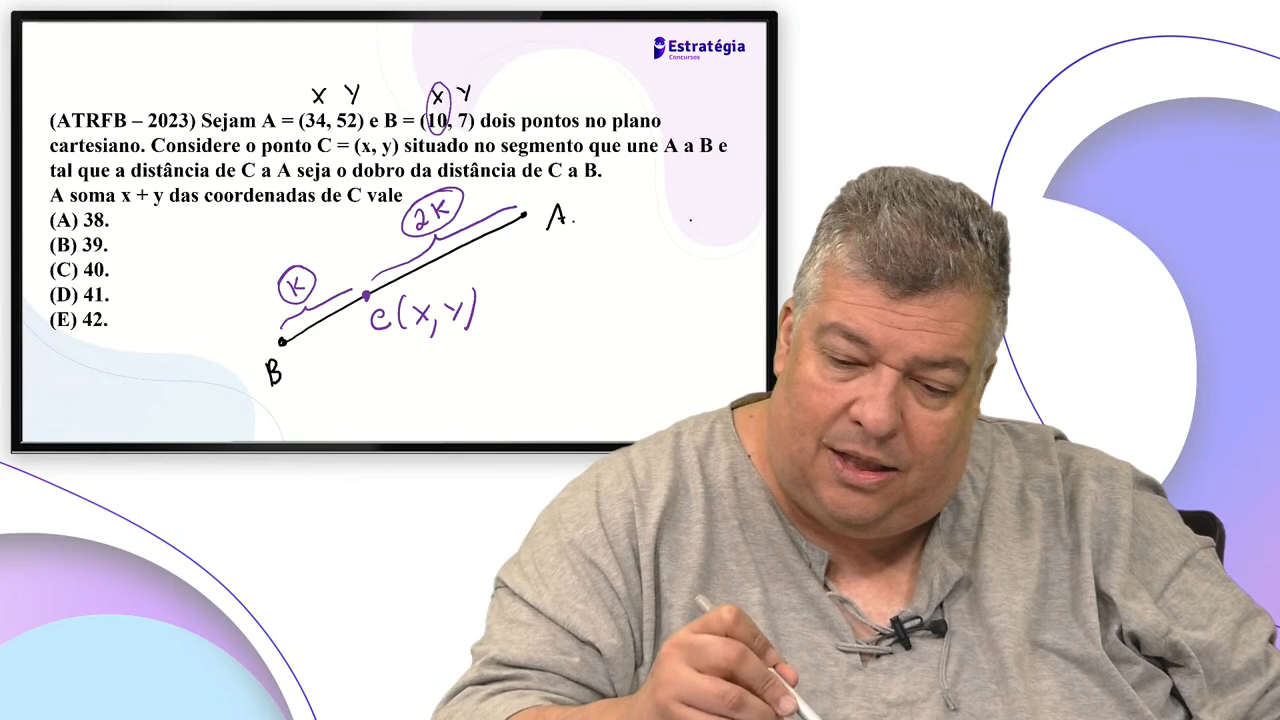 Estratégia
Concursos
X Y X Y
(ATRFB – 2023) Sejam A = (34, 52) e B = (10, 7) dois pontos no plano
cartesiano. Considere o ponto C = (x, y) situado no segmento que une A a B e
tal que a distância de C a A seja o dobro da distância de C a B.
A soma x + y das coordenadas de C vale
(A) 38.
(B) 39.
(C) 40.
(D) 41.
(E) 42.
2K
A.
K
C(X, Y)
B